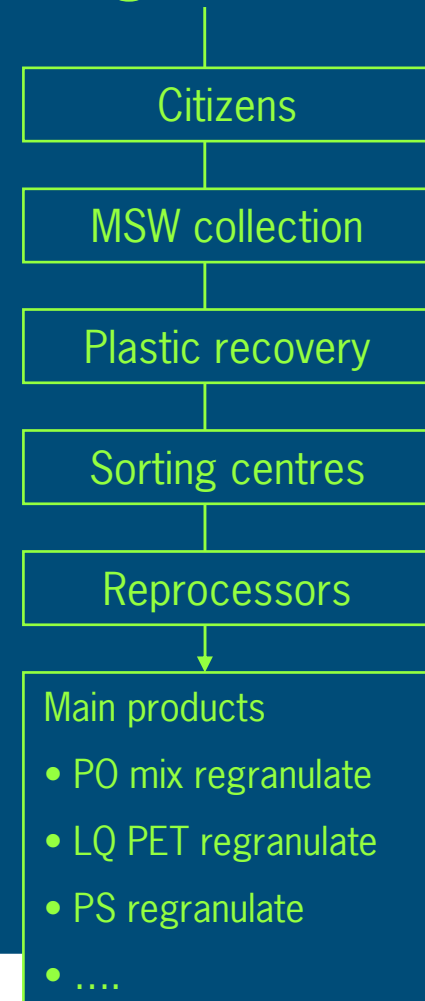 Citizens
MSW collection
Plastic recovery
Sorting centres
Reprocessors
Main products
• PO mix regranulate
• LQ PET regranulate
• PS regranulate
• ....